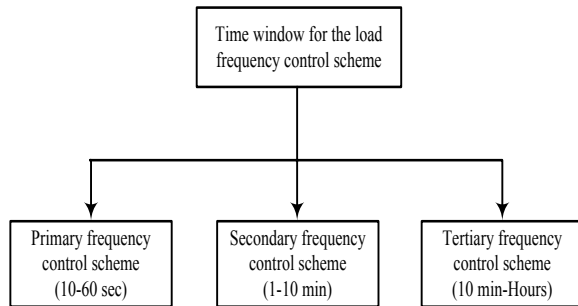 Time window for the load
frequency control scheme
Primary frequency
control scheme
(10-60 sec)
Secondary frequency
control scheme
(1-10 min)
Tertiary frequency
control scheme
(10 min-Hours)